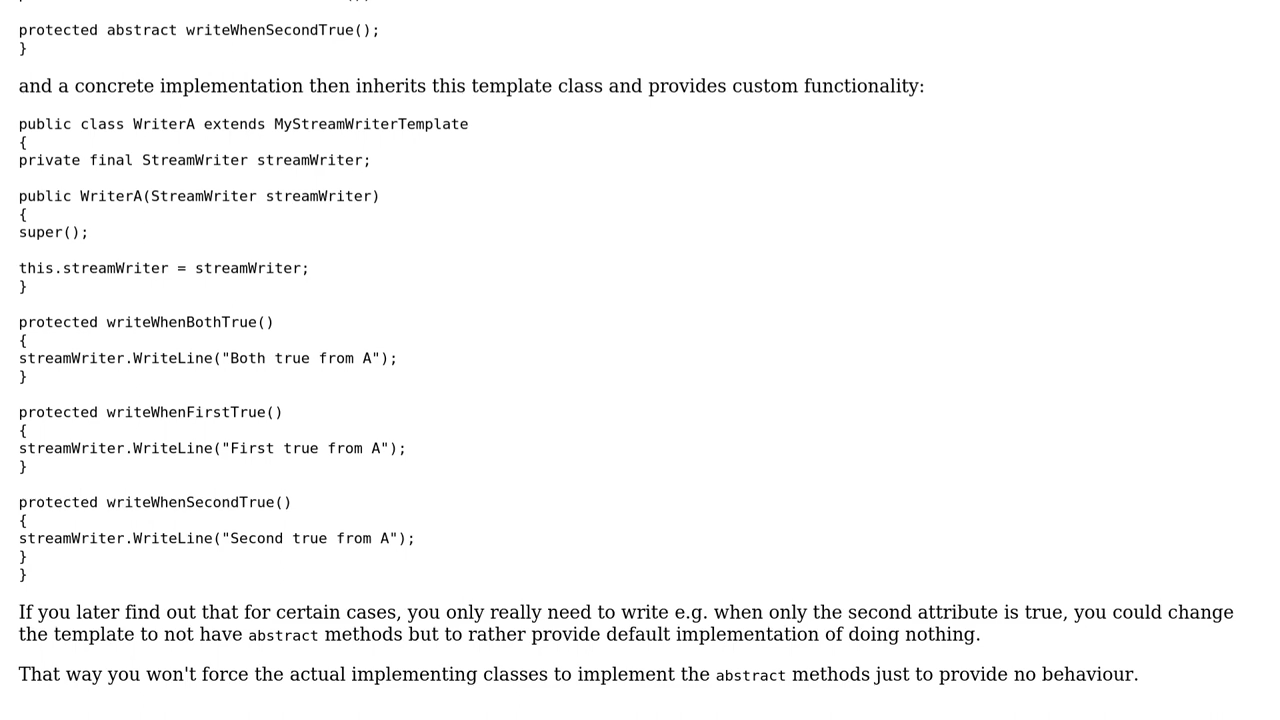 protected abstract writeWhenSecondTrue();
}
and a concrete implementation then inherits this template class and provides custom functionality:
public class WriterA extends MyStreamWriterTemplate
{
private final StreamWriter streamWriter;
public WriterA(StreamWriter streamWriter)
{
super();
this.streamWriter = streamWriter;
}
protected writeWhenBothTrue()
{
streamWriter.WriteLine("Both true from A");
}
protected writeWhenFirstTrue()
{
streamWriter.WriteLine("First true from A");
}
protected writeWhenSecondTrue()
{
streamWriter.WriteLine("Second true from A");
}
}
If you later find out that for certain cases, you only really need to write e.g. when only the second attribute is true, you could change
the template to not have abstract methods but to rather provide default implementation of doing nothing.
That way you won't force the actual implementing classes to implement the abstract methods just to provide no behaviour.